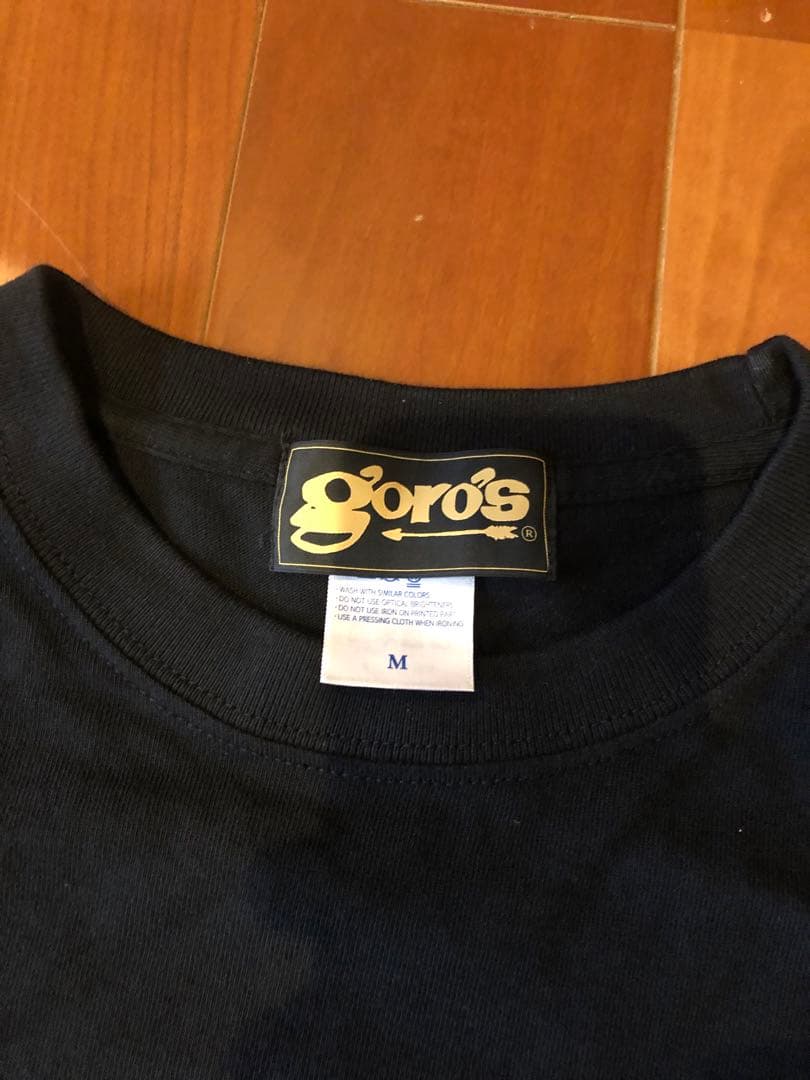 goro's
®
· WASH WITH SIMILAR COLORS
· DO NOT USE OPTICAL BRIGHTENERS
· DO NOT USE IRON ON PRINTED PART
· USE A PRESSING CLOTH WHEN IRONING
M